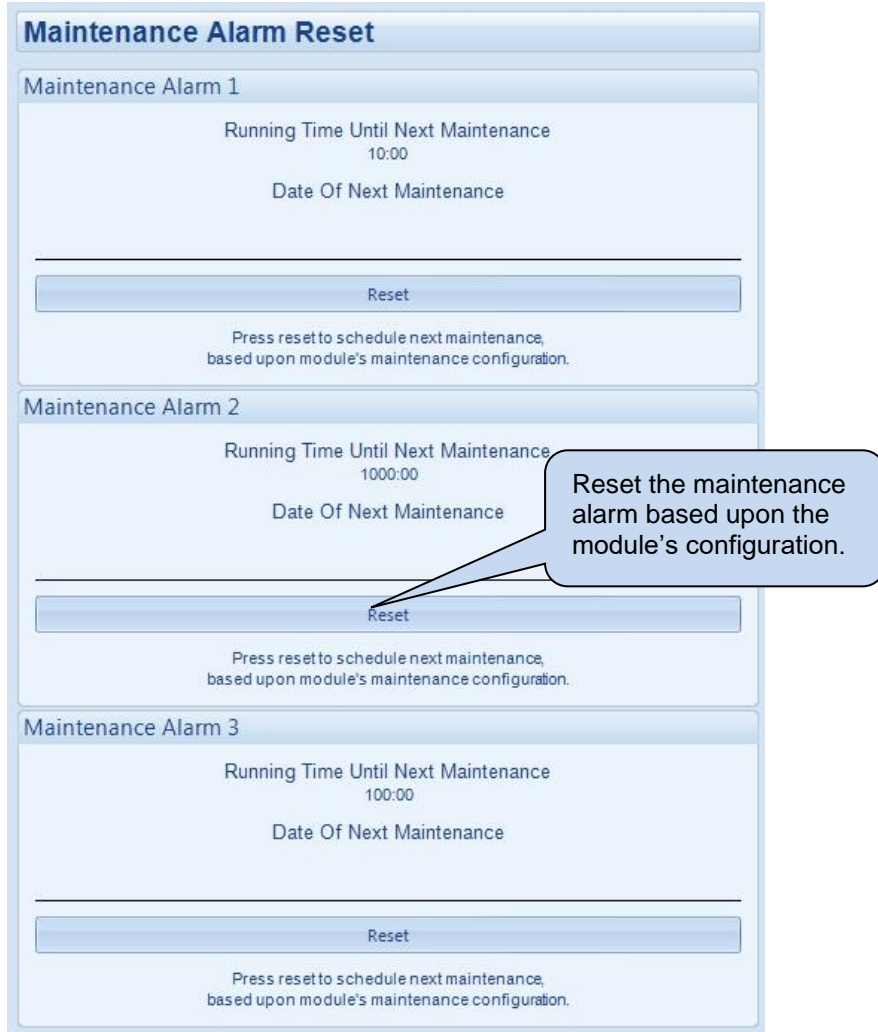 Maintenance Alarm Reset
Maintenance Alarm 1
Running Time Until Next Maintenance
10:00
Date Of Next Maintenance
Reset
Press reset to schedule next maintenance,
based upon module's maintenance configuration.
Maintenance Alarm 2
Running Time Until Next Maintenance
1000:00
Date Of Next Maintenance
Reset the maintenance
alarm based upon the
module’s configuration.
Reset
Press reset to schedule next maintenance,
based upon module's maintenance configuration.
Maintenance Alarm 3
Running Time Until Next Maintenance
100:00
Date Of Next Maintenance
Reset
Press reset to schedule next maintenance,
based upon module's maintenance configuration.